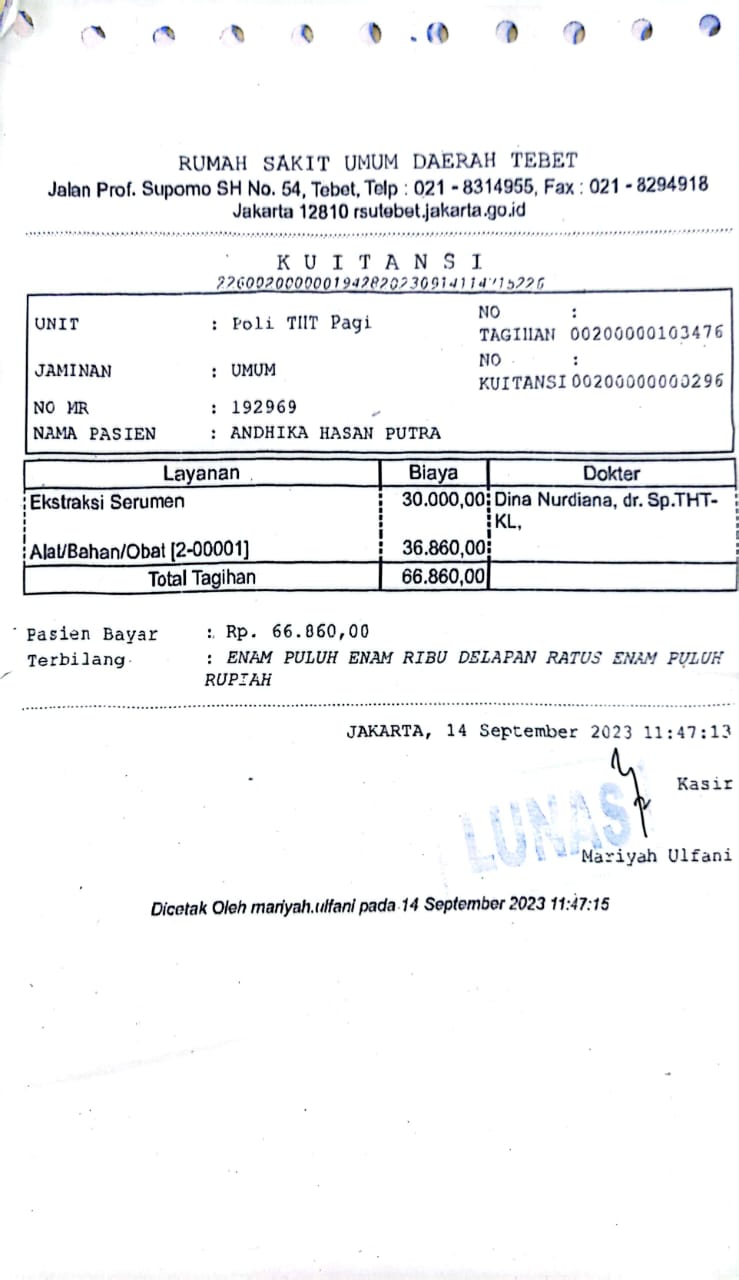 RUMAH SAKIT UMUM DAERAH TEBET
Jalan Prof. Supomo SH No. 54, Tebet, Telp : 021 - 8314955, Fax : 021 - 8294918
Jakarta 12810 rsutebet.jakarta.go.id
K U I T A N S I
UNIT : Poli THT Pagi
NO :
TAGIHAN 00200000103476
JAMINAN : UMUM
NO :
KUITANSI 00200000000296
NO MR : 192969
NAMA PASIEN : ANDHIKA HASAN PUTRA
Layanan Biaya Dokter
Ekstraksi Serumen 30.000,00 Dina Nurdiana, dr. Sp.THT-
KL,
Alat/Bahan/Obat [2-00001] 36.860,00
Total Tagihan 66.860,00
Pasien Bayar : Rp. 66.860,00
Terbilang : ENAM PULUH ENAM RIBU DELAPAN RATUS ENAM PULUH
RUPIAH
JAKARTA, 14 September 2023 11:47:13
Kasir
LUNAS
Mariyah Ulfani
Dicetak Oleh mariyah.ulfani pada 14 September 2023 11:47:15